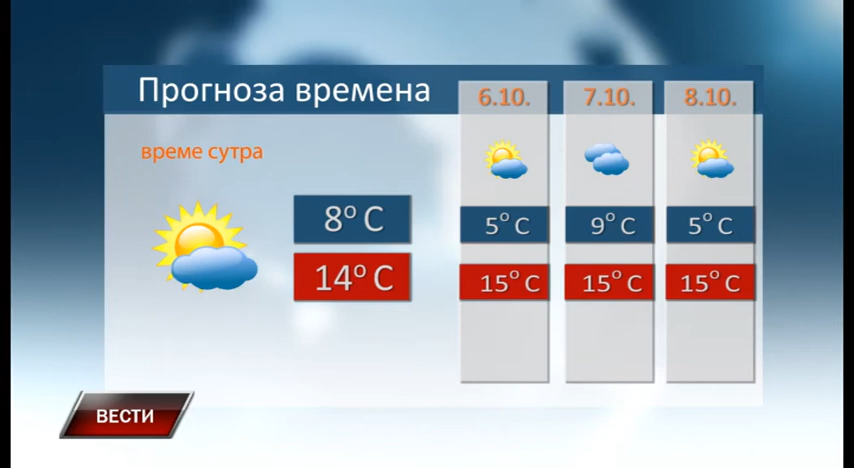 Прогноза времена
6.10.
7.10.
8.10.
време сутра
8° C
14° C
5° C
9° C
5° C
15° C
15° C
15° C
ВЕСТИ